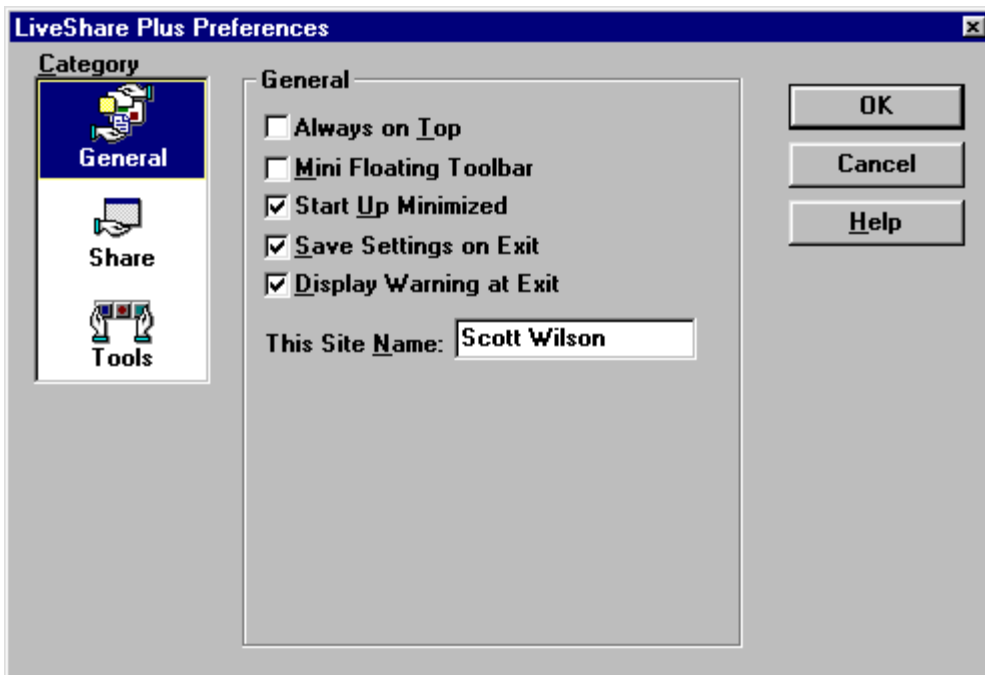 LiveShare Plus Preferences
Category
General
Share
Tools
General
Always on Top
Mini Floating Toolbar
Start Up Minimized
Save Settings on Exit
Display Warning at Exit
This Site Name: Scott Wilson
OK
Cancel
Help